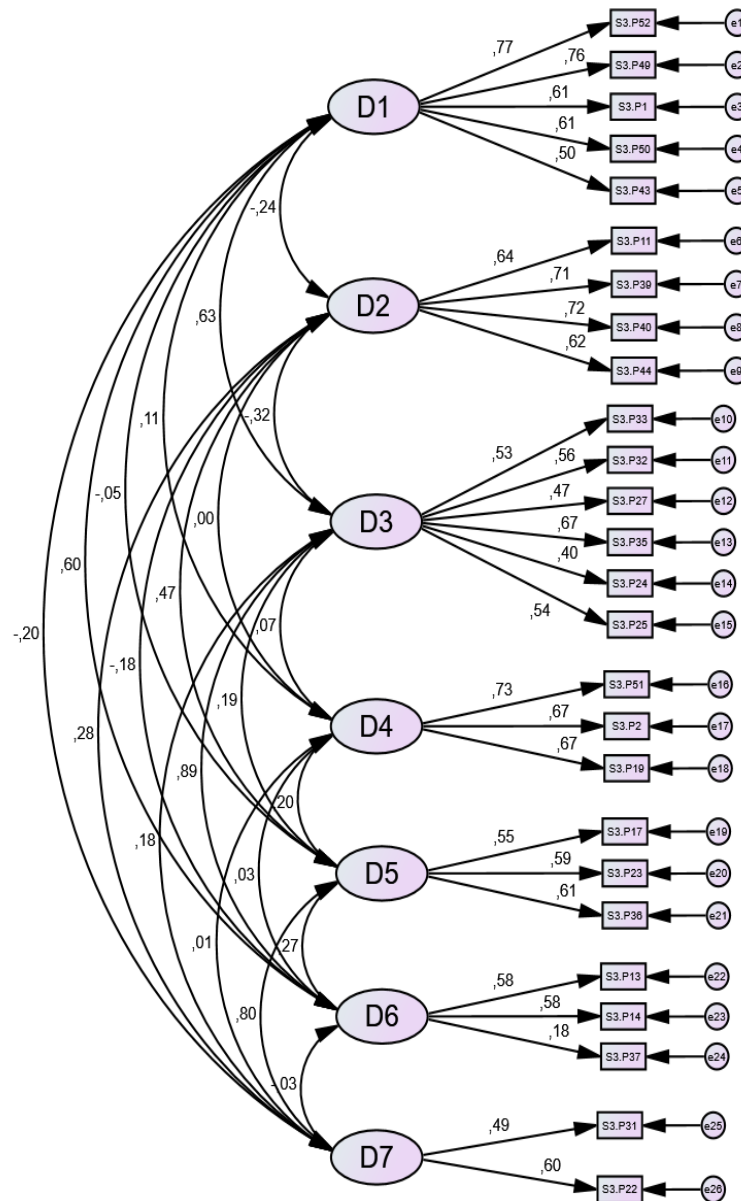 S3.P52
e1
,77
S3.P49
e2
,76
D1
S3.P1
e3
,61
S3.P50
e4
,61
S3.P43
e5
,50
-,24
S3.P11
e6
,64
S3.P39
e7
,71
D2
,63
S3.P40
e8
,72
S3.P44
e9
,62
S3.P33
e10
-,32
,11
,53
S3.P32
e11
,56
-,05
S3.P27
e12
,47
D3
,00
S3.P35
e13
,67
,60
S3.P24
e14
,40
,47
S3.P25
e15
,54
,07
-,20
-,18
S3.P51
e16
,73
,19
D4
S3.P2
e17
,67
,28
S3.P19
e18
,67
,89
20
S3.P17
e19
,55
,18
D5
S3.P23
e20
,59
,03
S3.P36
e21
,61
,01
27
S3.P13
e22
,58
,80
D6
S3.P14
e23
,58
S3.P37
e24
,18
-,03
S3.P31
e25
,49
D7
S3.P22
e26
,60